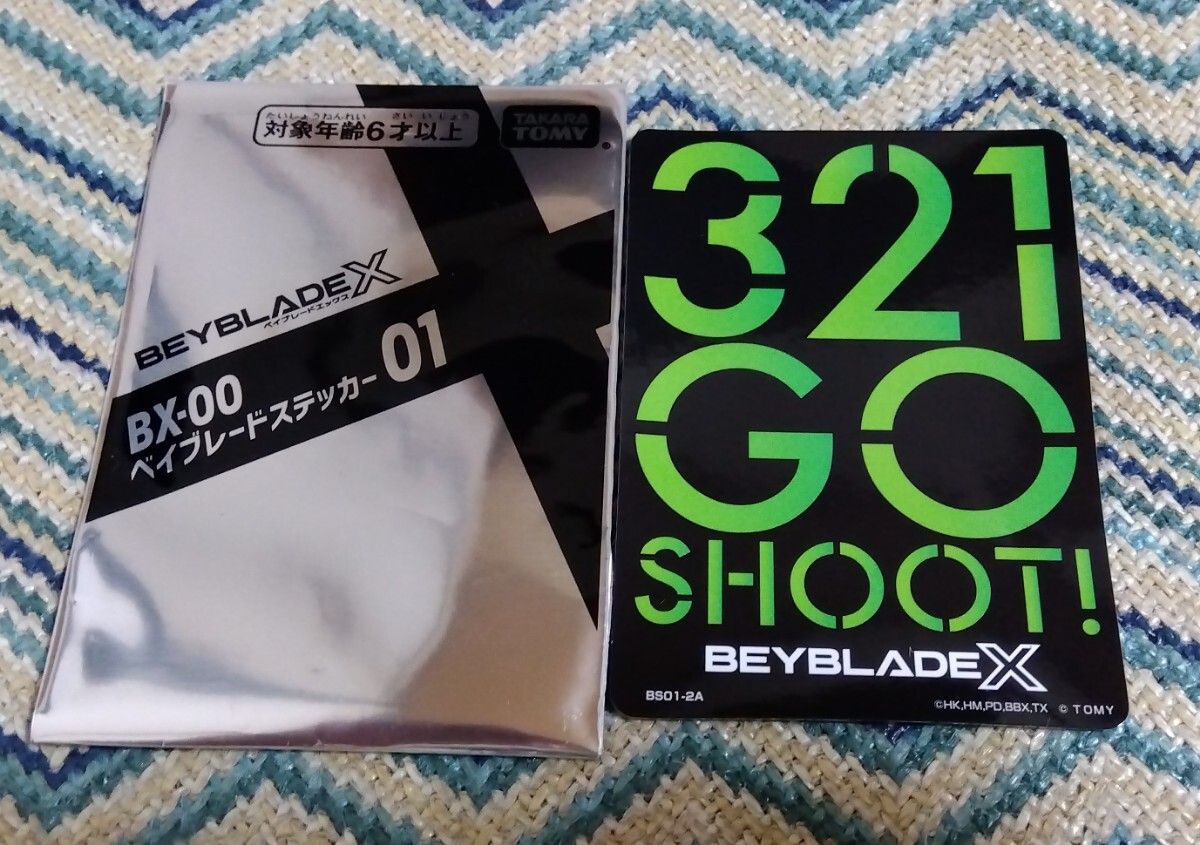 たいしょうねんれい さいいじょう
対象年齢6才以上
TAKARA
TOMY
BEYBLADE X
ベイブレードエックス
BX-00
ベイブレードステッカー 01
321
GO
SHOOT!
BEYBLADE X
BS01-2A
©HK,HM,PD,BBX,TX © TOMY